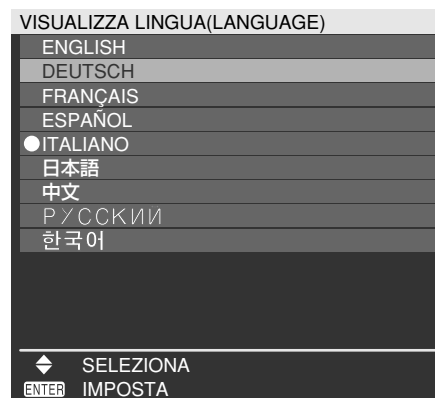 VISUALIZZA LINGUA(LANGUAGE)
ENGLISH
DEUTSCH
FRANÇAIS
ESPAÑOL
ITALIANO
日本語
中文
РУССКИИ
한국어
SELEZIONA
ENTER IMPOSTA